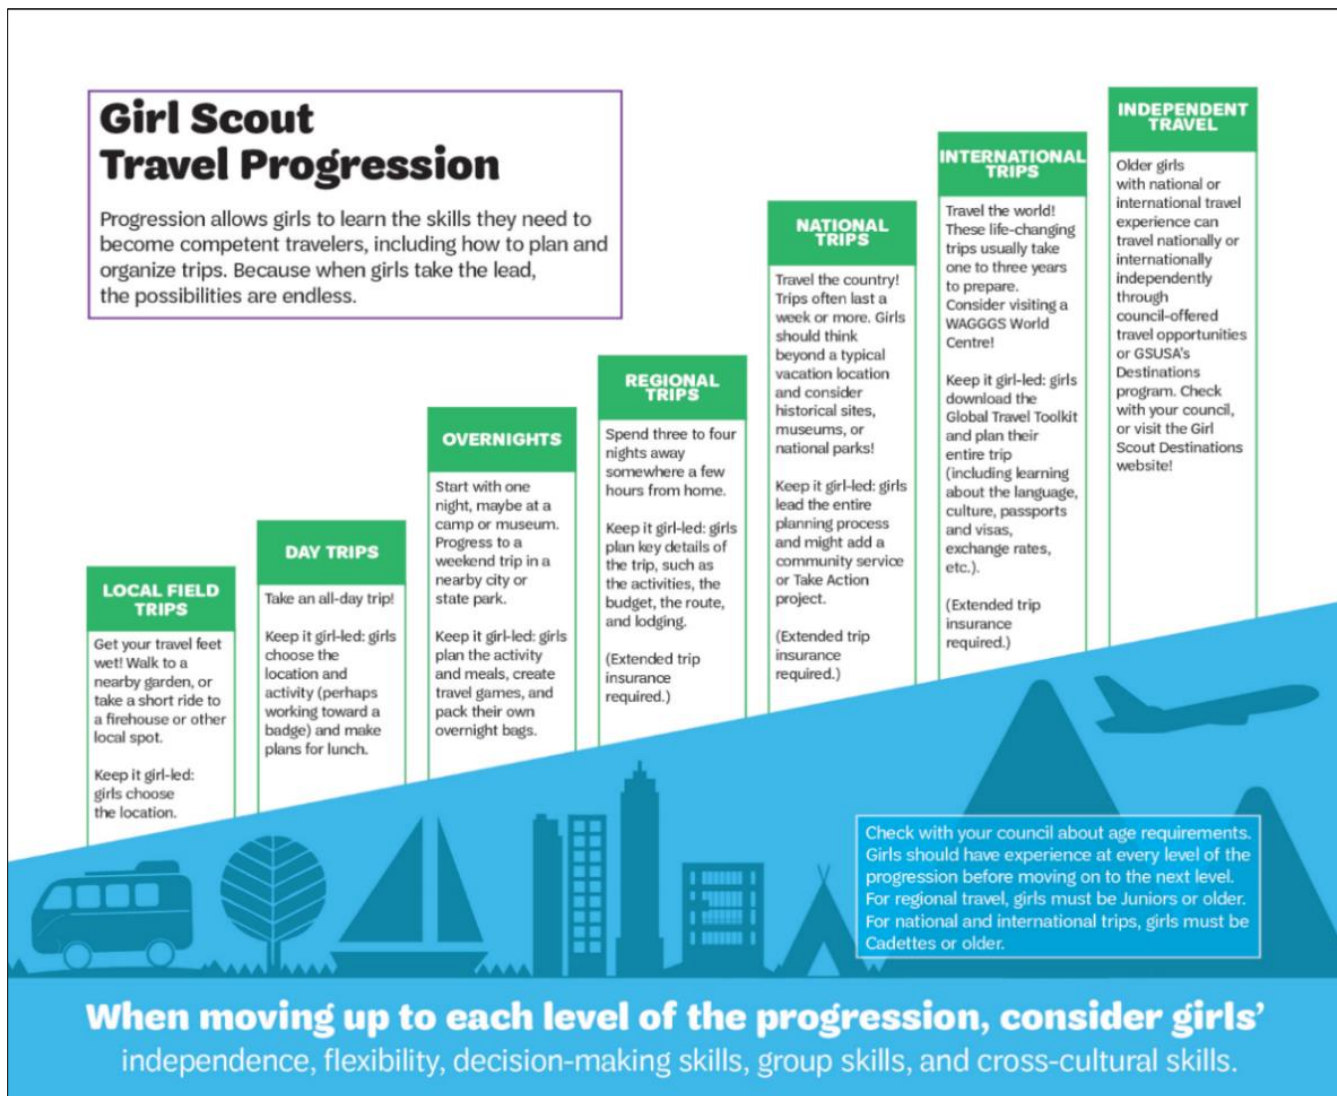 Girl Scout
Travel Progression
Progression allows girls to learn the skills they need to
become competent travelers, including how to plan and
organize trips. Because when girls take the lead,
the possibilities are endless.
LOCAL FIELD
TRIPS
Get your travel feet
wet! Walk to a
nearby garden, or
take a short ride to
a firehouse or other
local spot.
Keep it girl-led:
girls choose
the location.
DAY TRIPS
Take an all-day trip!
Keep it girl-led: girls
choose the
location and
activity (perhaps
working toward a
badge) and make
plans for lunch.
OVERNIGHTS
Start with one
night, maybe at a
camp or museum.
Progress to a
weekend trip in a
nearby city or
state park.
Keep it girl-led: girls
plan the activity
and meals, create
travel games, and
pack their own
overnight bags.
REGIONAL
TRIPS
Spend three to four
nights away
somewhere a few
hours from home.
Keep it girl-led: girls
plan key details of
the trip, such as
the activities, the
budget, the route,
and lodging.
(Extended trip
insurance
required.)
NATIONAL
TRIPS
Travel the country!
Trips often last a
week or more. Girls
should think
beyond a typical
vacation location
and consider
historical sites,
museums, or
national parks!
Keep it girl-led: girls
lead the entire
planning process
and might add a
community service
or Take Action
project.
(Extended trip
insurance
required.)
INTERNATIONAL
TRIPS
Travel the world!
These life-changing
trips usually take
one to three years
to prepare.
Consider visiting a
WAGGGS World
Centre!
Keep it girl-led: girls
download the
Global Travel Toolkit
and plan their
entire trip
(including learning
about the language,
culture, passports
and visas,
exchange rates,
etc.).
(Extended trip
insurance
required.)
INDEPENDENT
TRAVEL
Older girls
with national or
international travel
experience can
travel nationally or
internationally
independently
through
council-offered
travel opportunities
or GSUSA's
Destinations
program. Check
with your council,
or visit the Girl
Scout Destinations
website!
Check with your council about age requirements.
Girls should have experience at every level of the
progression before moving on to the next level.
For regional travel, girls must be Juniors or older.
For national and international trips, girls must be
Cadettes or older.
When moving up to each level of the progression, consider girls'
independence, flexibility, decision-making skills, group skills, and cross-cultural skills.